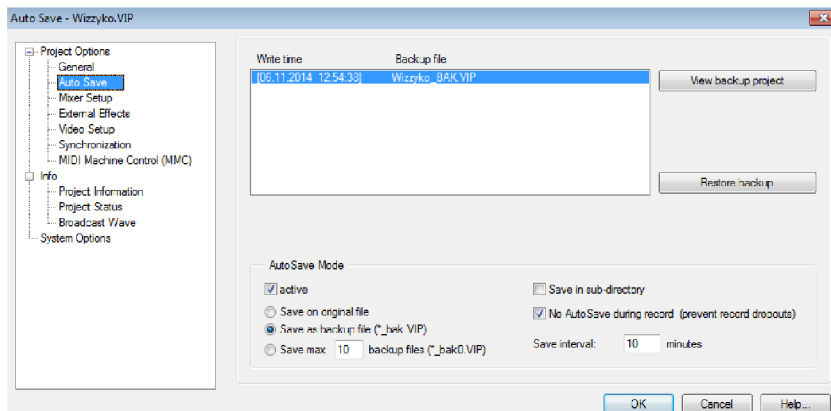 Auto Save - Wizzyko.VIP
Project Options
General
Auto Save
Mixer Setup
External Effects
Video Setup
Synchronization
MIDI Machine Control (MMC)
Info
Project Information
Project Status
Broadcast Wave
System Options
Write time Backup file
[06.11.2014 12:54:33] Wizzyko_BAK.VIP
View backup project
Restore backup
AutoSave Mode
active
Save on original file
Save as backup file (*_bak.VIP)
Save max 10 backup files (*_bak0.VIP)
Save in sub-directory
No AutoSave during record (prevent record dropouts)
Save interval: 10 minutes
OK Cancel Help...